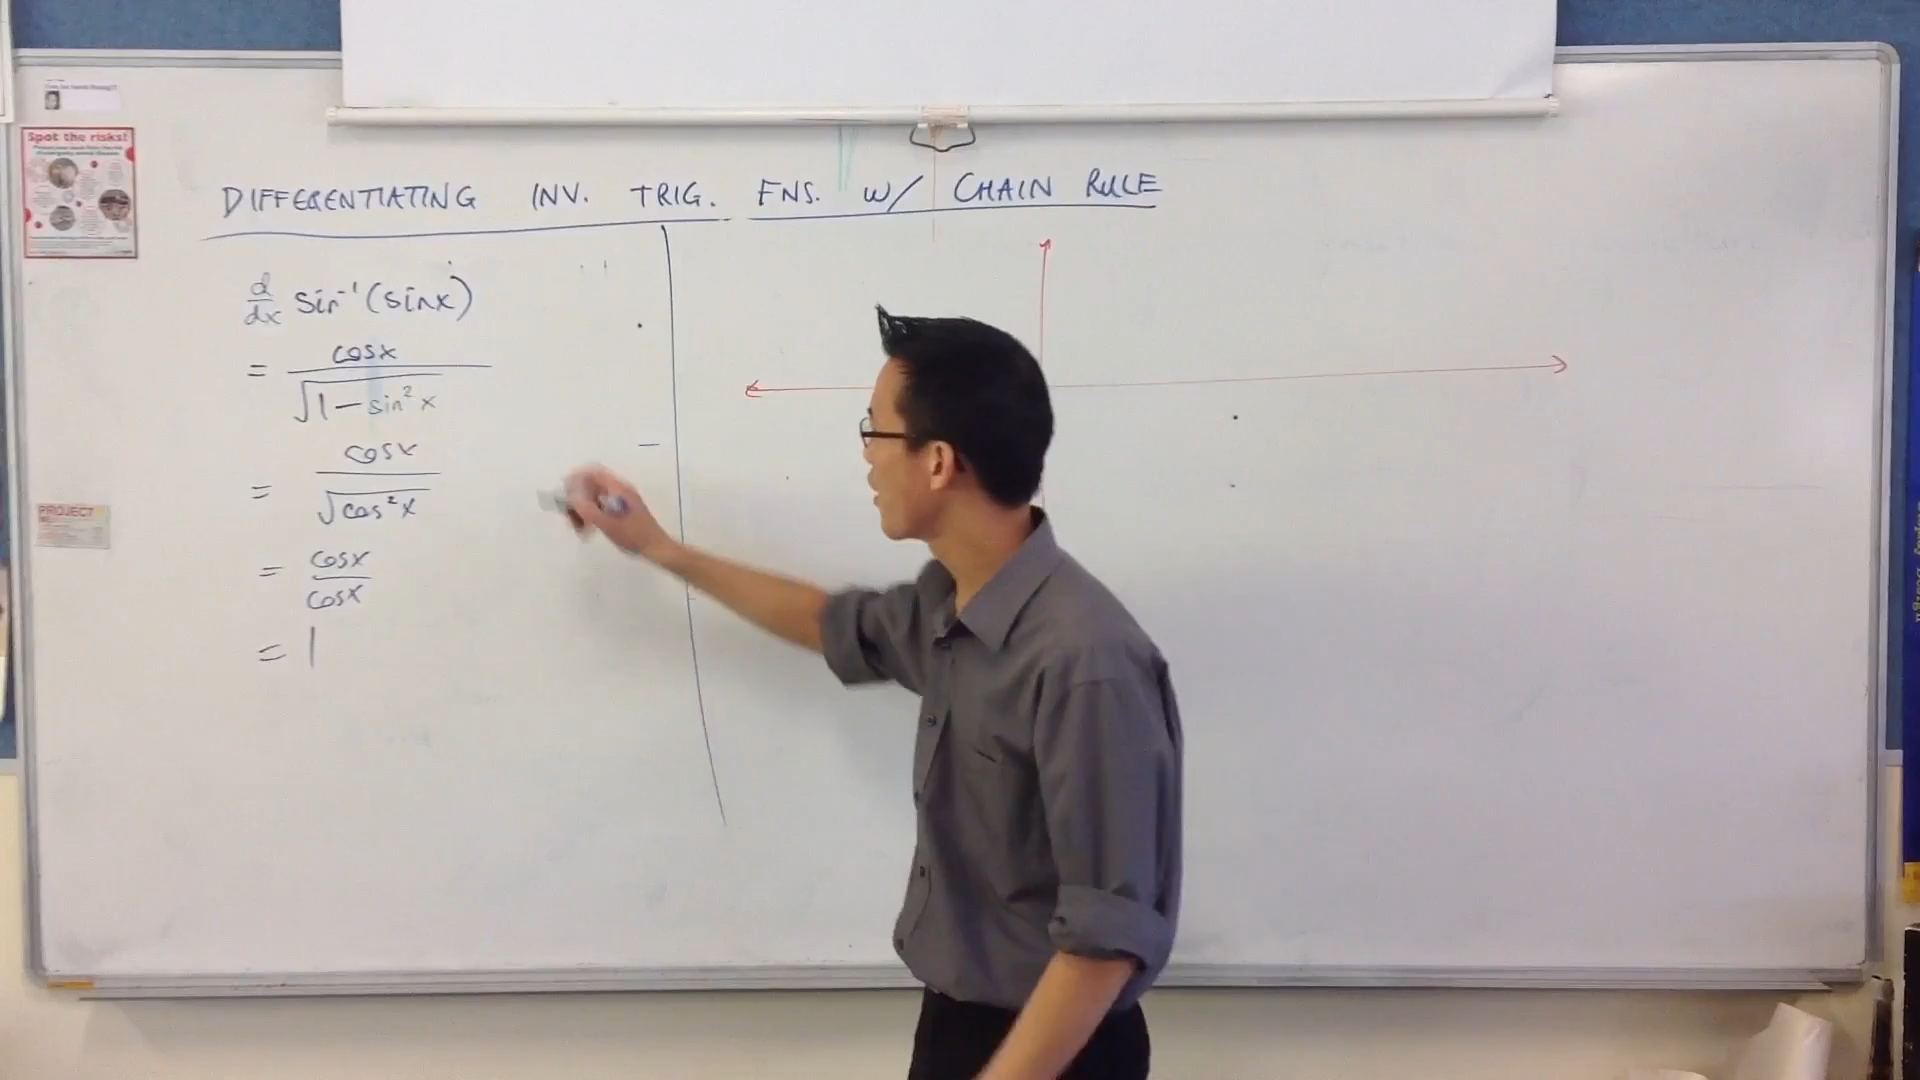 Spot the risks!
PROJECT
DIFFERENTIATING INV. TRIG. FNS. W/ CHAIN RULE
d/dx sin⁻¹(sinx)
= cosx / √(1 − sin²x)
= cosx / √(cos²x)
= cosx / cosx
= 1